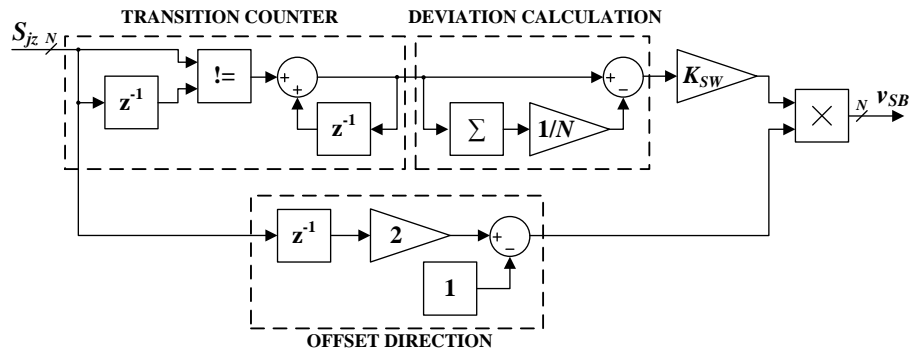 TRANSITION COUNTER
DEVIATION CALCULATION
S_jz N
z⁻¹
!=
+
+
z⁻¹
Σ
1/N
+
−
K_SW
×
N v_SB
z⁻¹
2
+
−
1
OFFSET DIRECTION